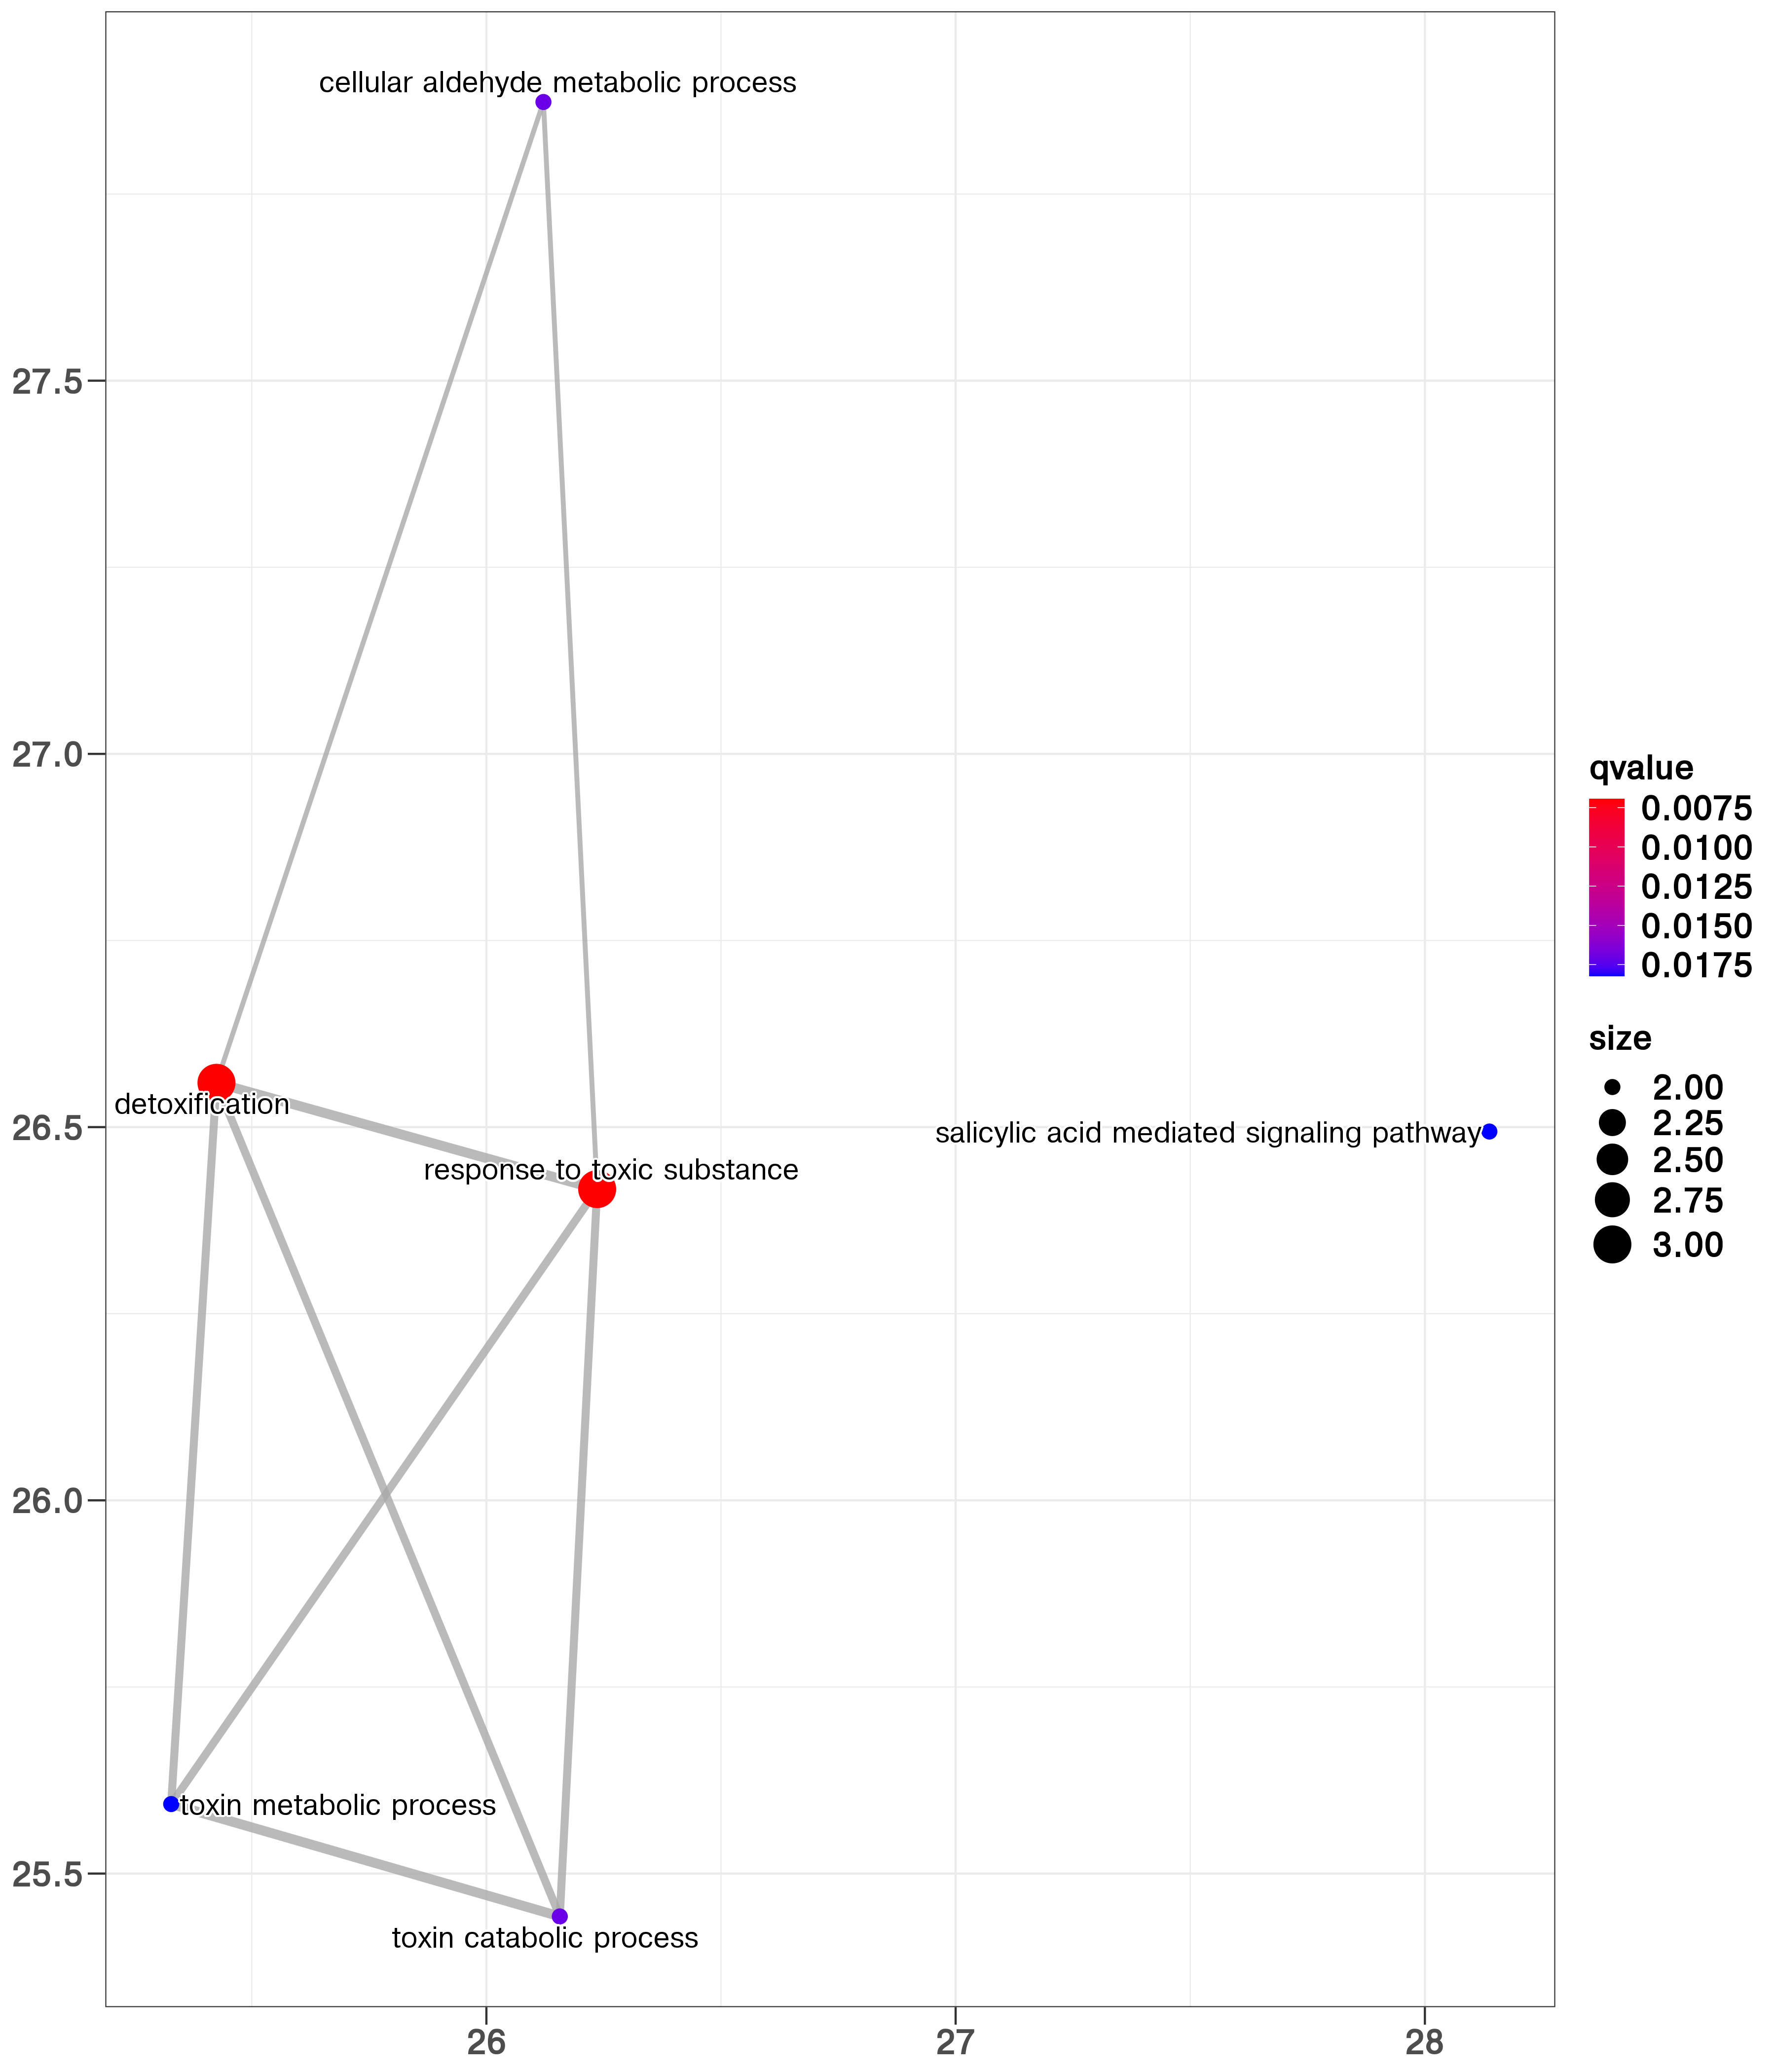 cellular aldehyde metabolic process
27.5
27.0
detoxification
26.5
salicylic acid mediated signaling pathway
response to toxic substance
26.0
toxin metabolic process
25.5
toxin catabolic process
26
27
28
qvalue
0.0075
0.0100
0.0125
0.0150
0.0175
size
2.00
2.25
2.50
2.75
3.00